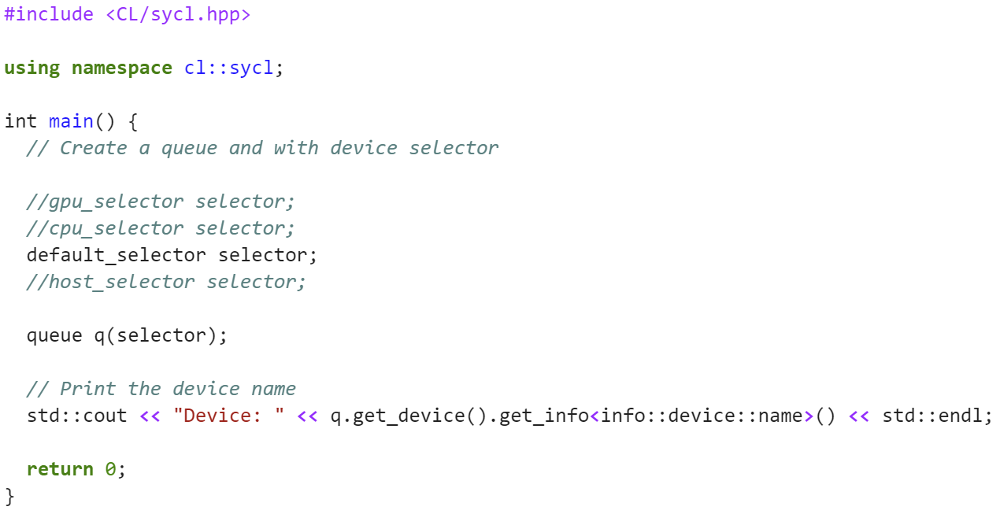 #include <CL/sycl.hpp>
using namespace cl::sycl;
int main() {
// Create a queue and with device selector
//gpu_selector selector;
//cpu_selector selector;
default_selector selector;
//host_selector selector;
queue q(selector);
// Print the device name
std::cout << "Device: " << q.get_device().get_info<info::device::name>() << std::endl;
return 0;
}